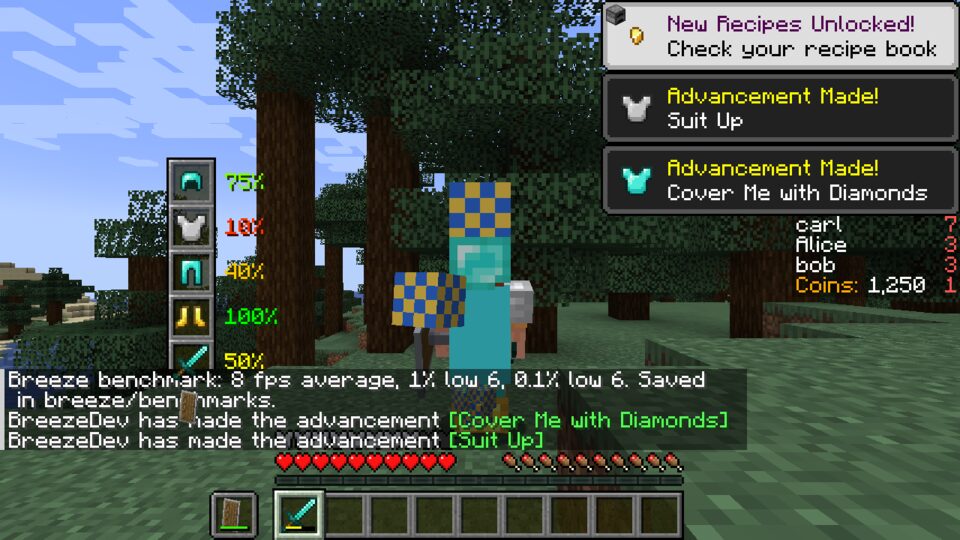 New Recipes Unlocked!
Check your recipe book
Advancement Made!
Suit Up
Advancement Made!
Cover Me with Diamonds
75%
10%
40%
100%
50%
carl 7
Alice 3
bob 3
Coins: 1,250 1
Breeze benchmark: 8 fps average, 1% low 6, 0.1% low 6. Saved
in breeze/benchmarks.
BreezeDev has made the advancement [Cover Me with Diamonds]
BreezeDev has made the advancement [Suit Up]